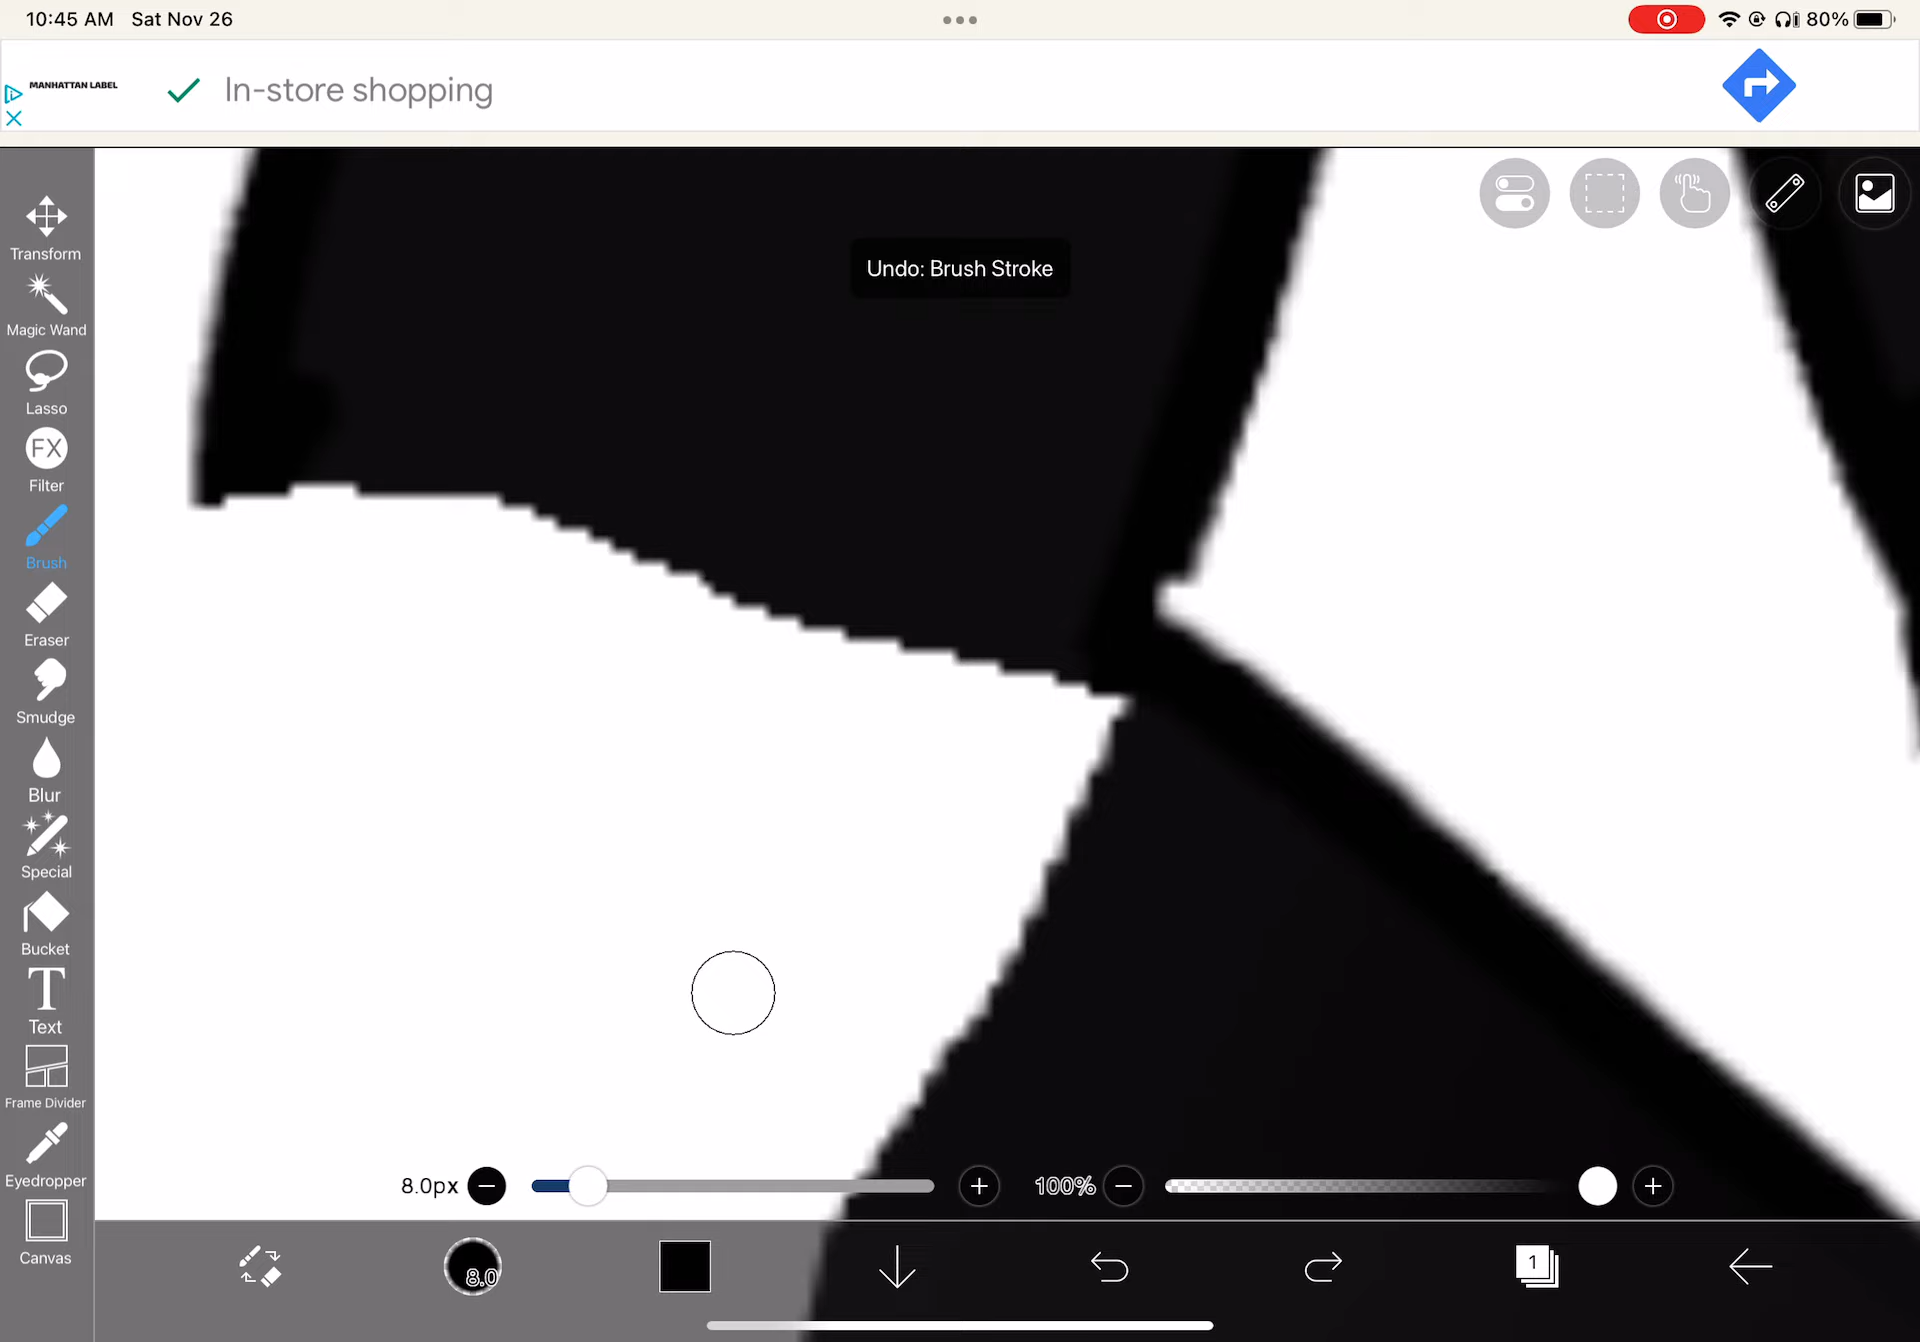 10:45 AM Sat Nov 26
80%
MANHATTAN LABEL
In-store shopping
Undo: Brush Stroke
Transform
Magic Wand
Lasso
FX
Filter
Brush
Eraser
Smudge
Blur
Special
Bucket
T
Text
Frame Divider
Eyedropper
Canvas
8.0px
100%
8.0
1